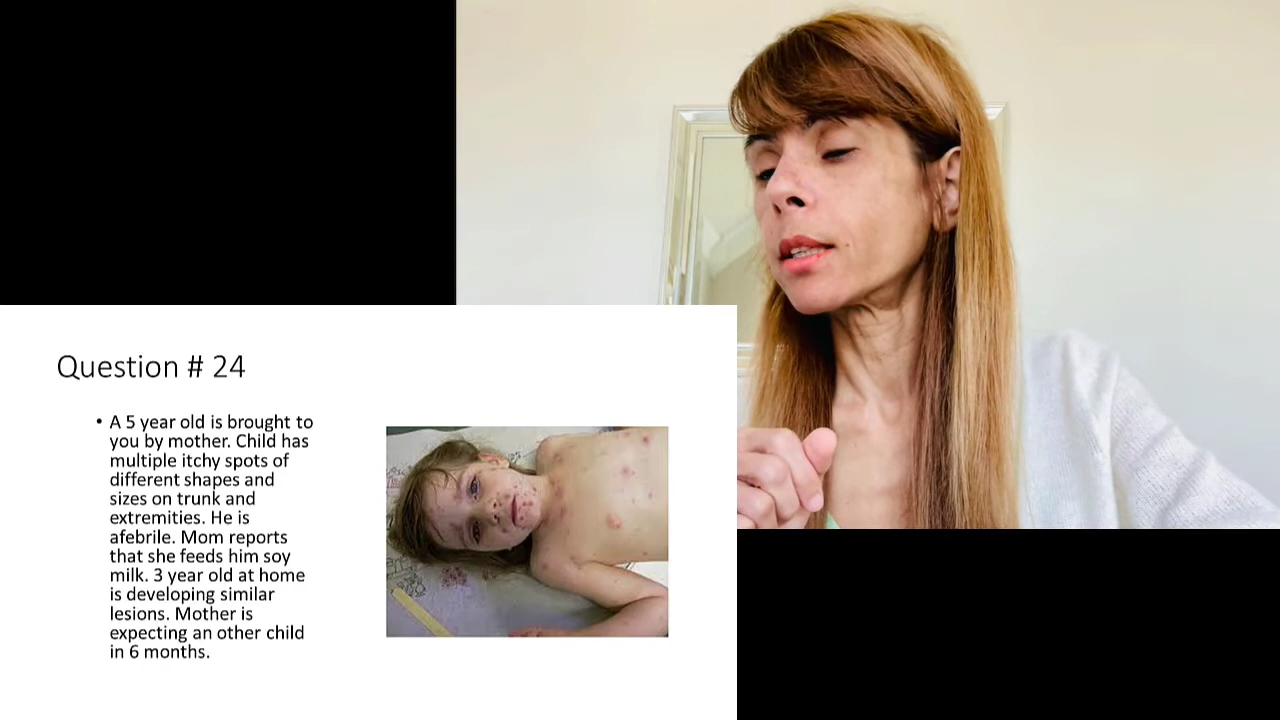 Question # 24
• A 5 year old is brought to
you by mother. Child has
multiple itchy spots of
different shapes and
sizes on trunk and
extremities. He is
afebrile. Mom reports
that she feeds him soy
milk. 3 year old at home
is developing similar
lesions. Mother is
expecting an other child
in 6 months.